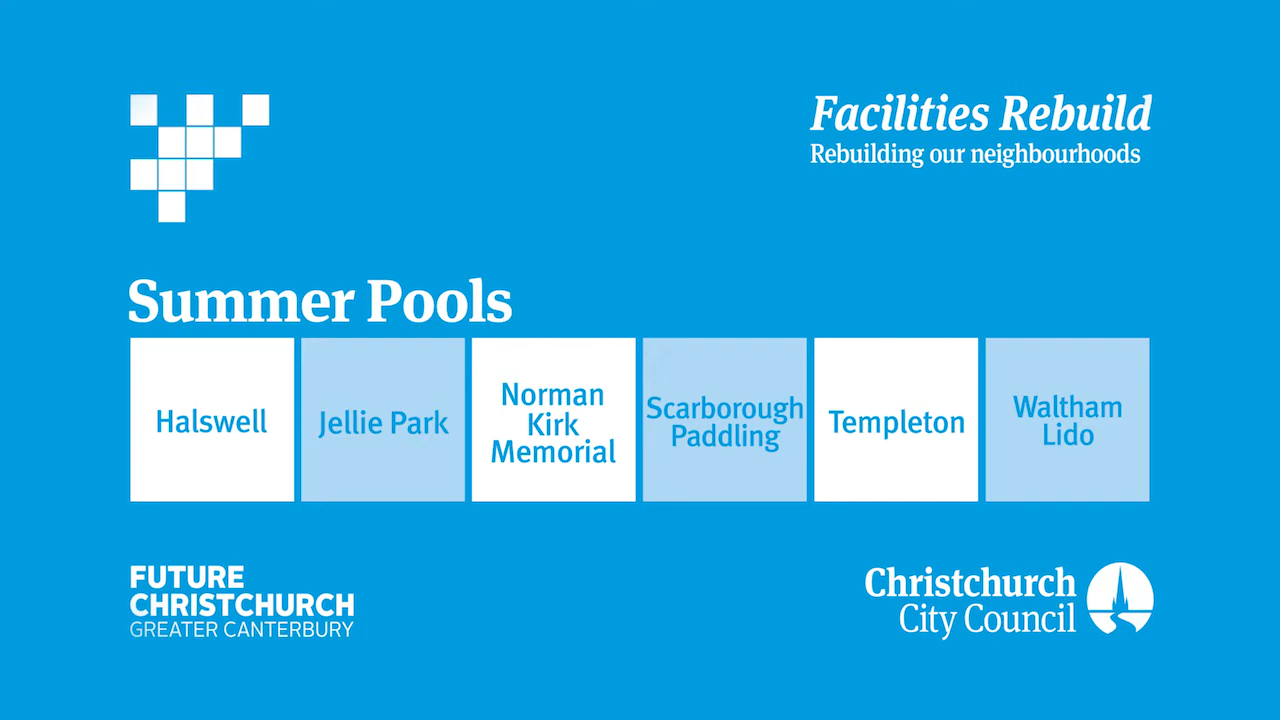 Facilities Rebuild
Rebuilding our neighbourhoods
Summer Pools
Halswell
Jellie Park
Norman
Kirk
Memorial
Scarborough
Paddling
Templeton
Waltham
Lido
FUTURE
CHRISTCHURCH
GREATER CANTERBURY
Christchurch
City Council